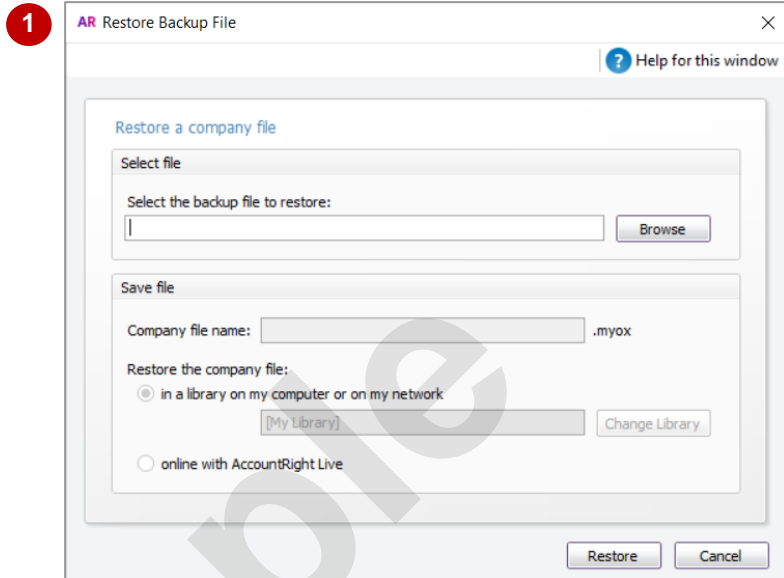 1
AR Restore Backup File
? Help for this window
Restore a company file
Select file
Select the backup file to restore:
Browse
Save file
Company file name: .myox
Restore the company file:
in a library on my computer or on my network
[My Library] Change Library
online with AccountRight Live
Restore Cancel
ple